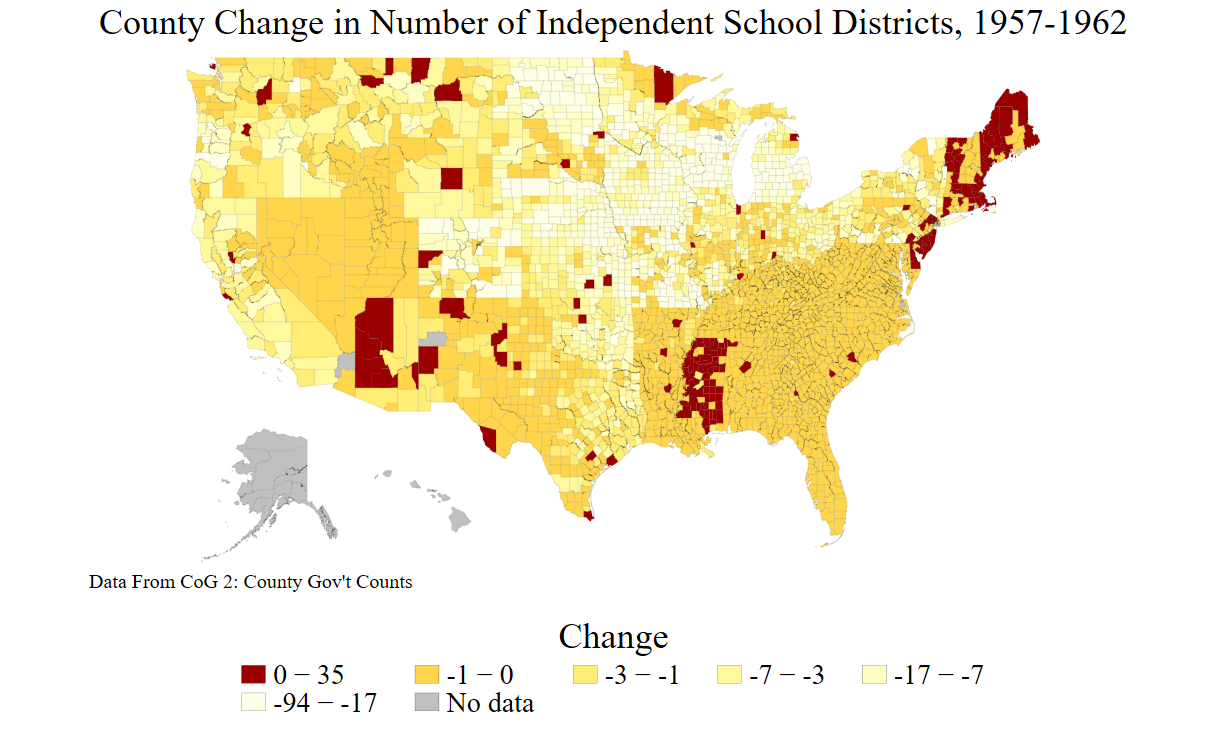 County Change in Number of Independent School Districts, 1957-1962
Data From CoG 2: County Gov't Counts
Change
0 − 35 -1 − 0 -3 − -1 -7 − -3 -17 − -7
-94 − -17 No data